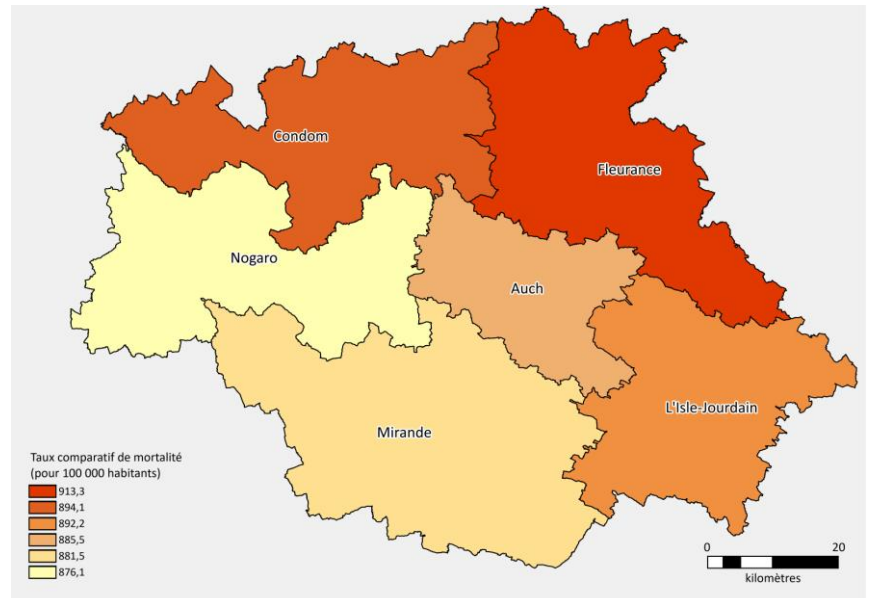 Condom
Fleurance
Nogaro
Auch
L'Isle-Jourdain
Mirande
Taux comparatif de mortalité
(pour 100 000 habitants)
913,3
894,1
892,2
885,5
881,5
876,1
0 20
kilomètres